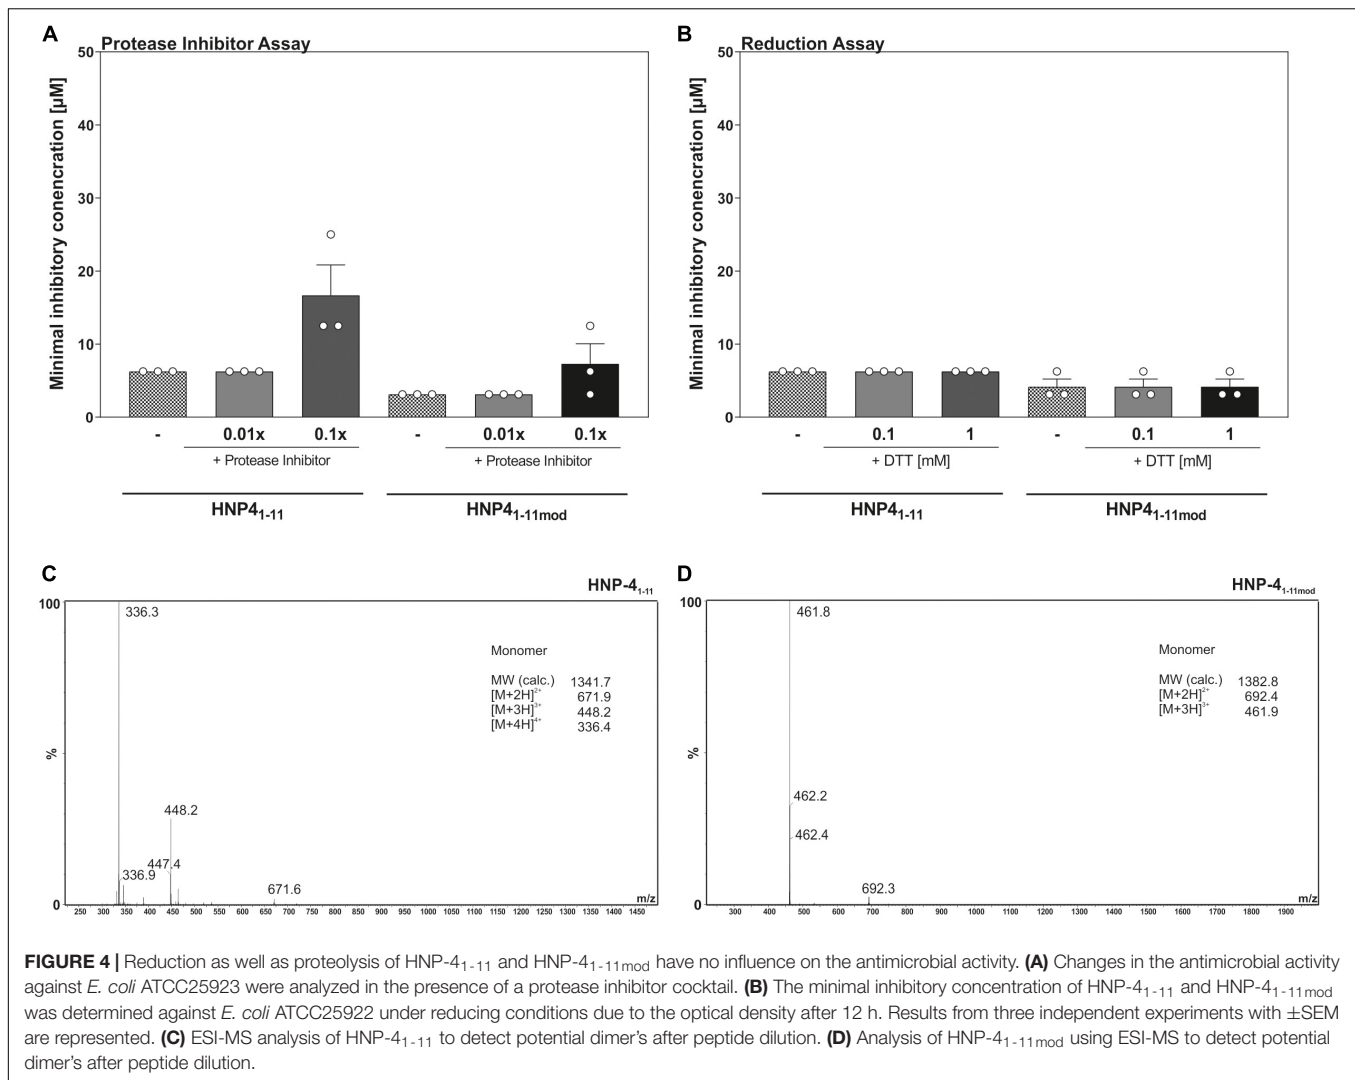 A
Protease Inhibitor Assay
Minimal inhibitory conencration [µM]
50
40
30
20
10
0
- 0.01x 0.1x - 0.01x 0.1x
+ Protease Inhibitor + Protease Inhibitor
HNP4₁₋₁₁ HNP4₁₋₁₁mod
B
Reduction Assay
Minimal inhibitory conencration [µM]
50
40
30
20
10
0
- 0.1 1 - 0.1 1
+ DTT [mM] + DTT [mM]
HNP4₁₋₁₁ HNP4₁₋₁₁mod
C
HNP-4₁₋₁₁
100
%
0
336.3
448.2
447.4
336.9
671.6
Monomer
MW (calc.) 1341.7
[M+2H]²⁺ 671.9
[M+3H]³⁺ 448.2
[M+4H]⁴⁺ 336.4
m/z
250 300 350 400 450 500 550 600 650 700 750 800 850 900 950 1000 1050 1100 1150 1200 1250 1300 1350 1400 1450
D
HNP-4₁₋₁₁mod
100
%
0
461.8
462.2
462.4
692.3
Monomer
MW (calc.) 1382.8
[M+2H]²⁺ 692.4
[M+3H]³⁺ 461.9
m/z
300 400 500 600 700 800 900 1000 1100 1200 1300 1400 1500 1600 1700 1800 1900
FIGURE 4 | Reduction as well as proteolysis of HNP-4₁₋₁₁ and HNP-4₁₋₁₁mod have no influence on the antimicrobial activity. (A) Changes in the antimicrobial activity
against E. coli ATCC25923 were analyzed in the presence of a protease inhibitor cocktail. (B) The minimal inhibitory concentration of HNP-4₁₋₁₁ and HNP-4₁₋₁₁mod
was determined against E. coli ATCC25922 under reducing conditions due to the optical density after 12 h. Results from three independent experiments with ±SEM
are represented. (C) ESI-MS analysis of HNP-4₁₋₁₁ to detect potential dimer's after peptide dilution. (D) Analysis of HNP-4₁₋₁₁mod using ESI-MS to detect potential
dimer's after peptide dilution.